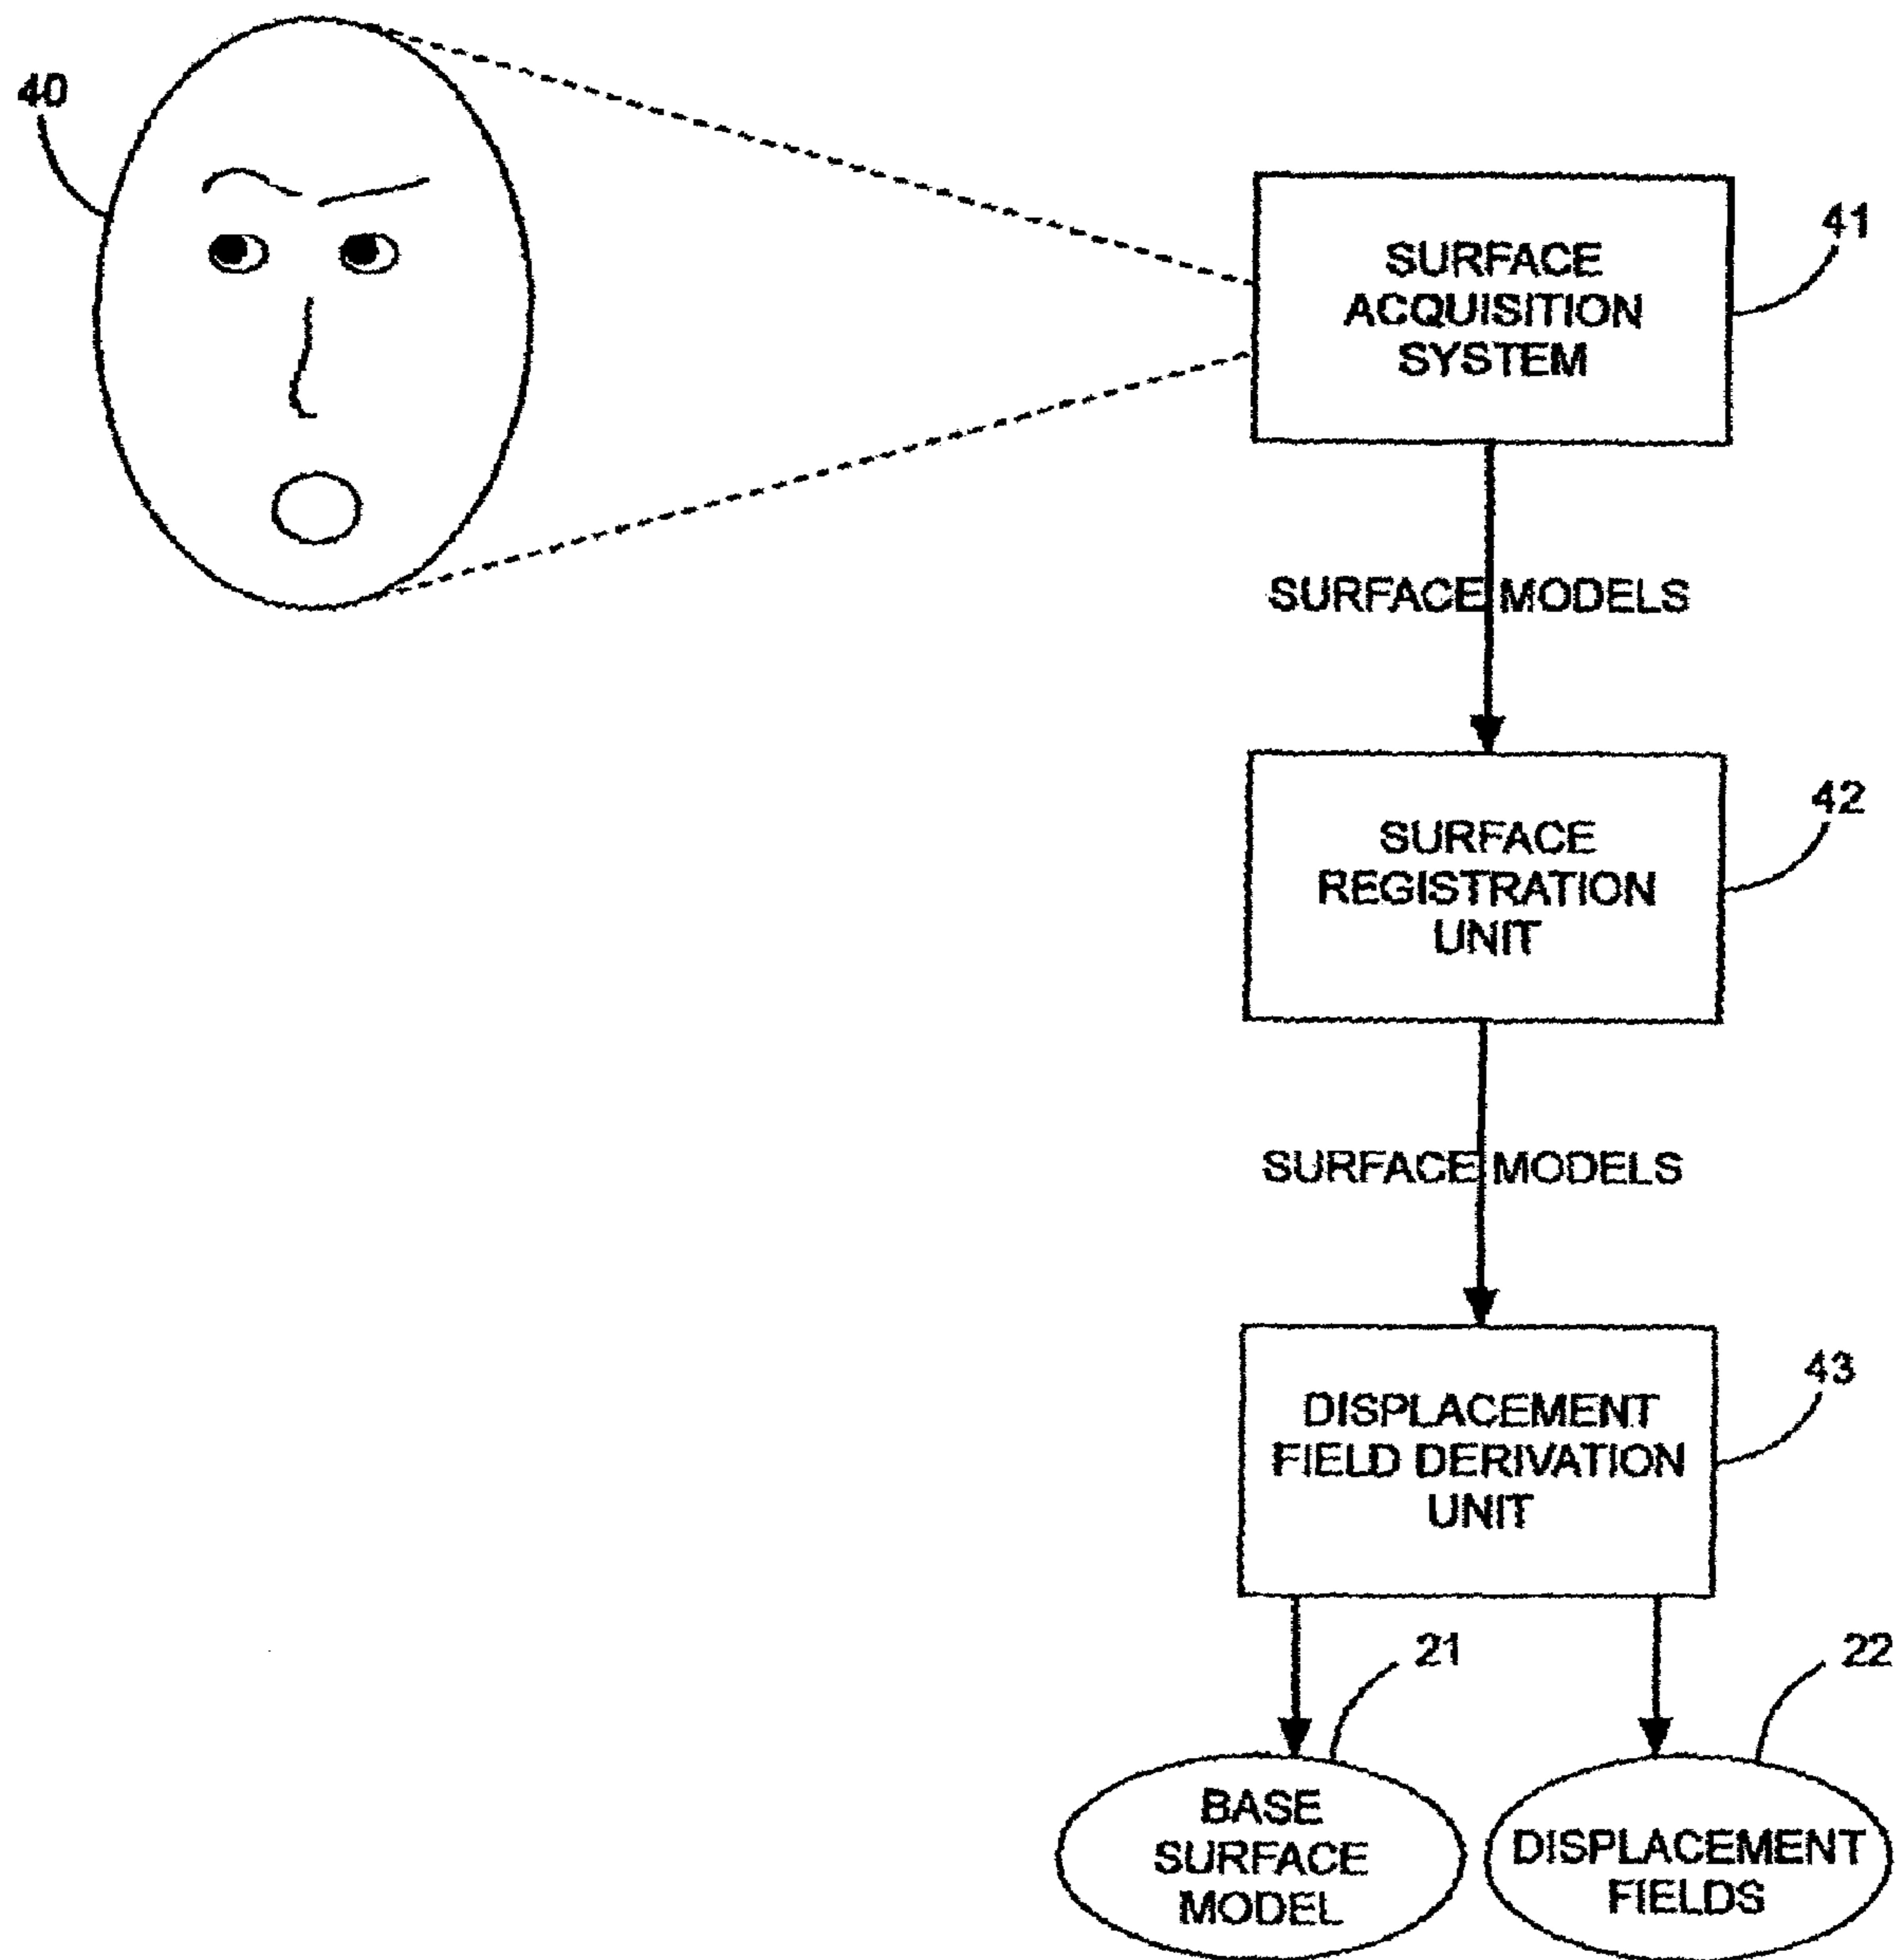 40
SURFACE
ACQUISITION
SYSTEM
41
SURFACE MODELS
SURFACE
REGISTRATION
UNIT
42
SURFACE MODELS
DISPLACEMENT
FIELD DERIVATION
UNIT
43
21
22
BASE
SURFACE
MODEL
DISPLACEMENT
FIELDS